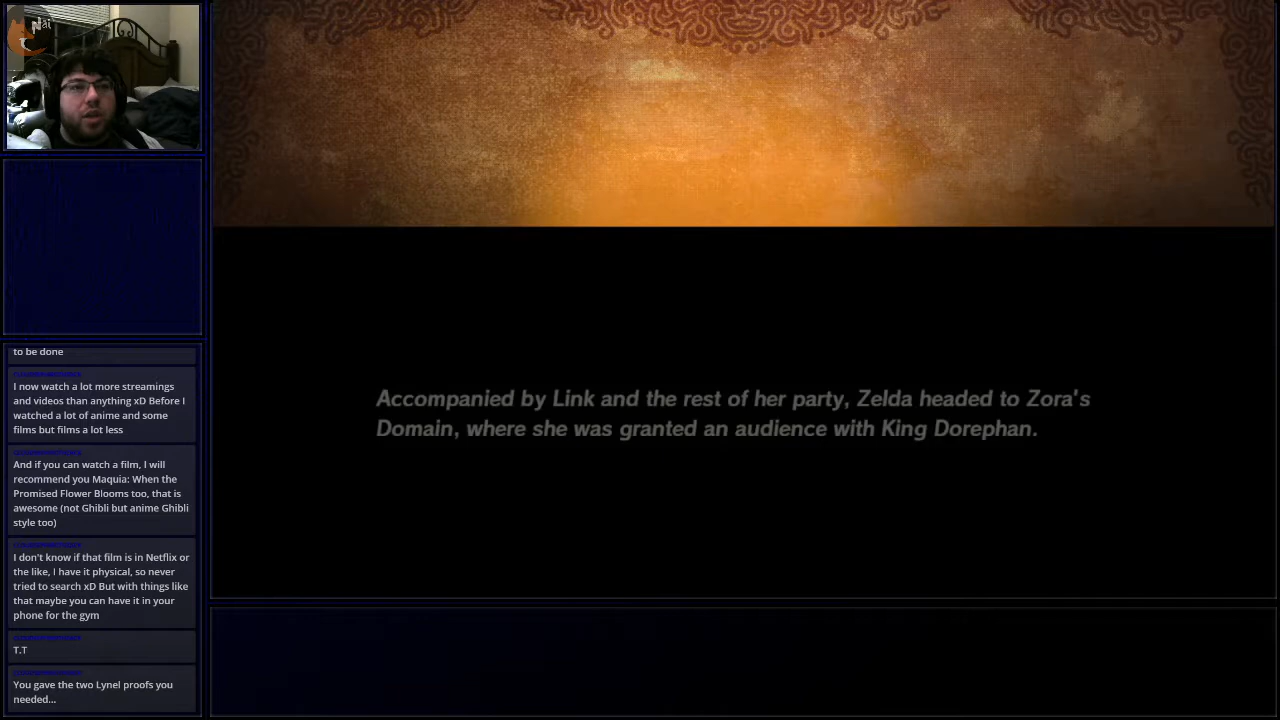 Nai
to be done
I now watch a lot more streamings
and videos than anything xD Before I
watched a lot of anime and some
films but films a lot less
And if you can watch a film, I will
recommend you Maquia: When the
Promised Flower Blooms too, that is
awesome (not Ghibli but anime Ghibli
style too)
I don't know if that film is in Netflix or
the like, I have it physical, so never
tried to search xD But with things like
that maybe you can have it in your
phone for the gym
T.T
You gave the two Lynel proofs you
needed...
Accompanied by Link and the rest of her party, Zelda headed to Zora's
Domain, where she was granted an audience with King Dorephan.